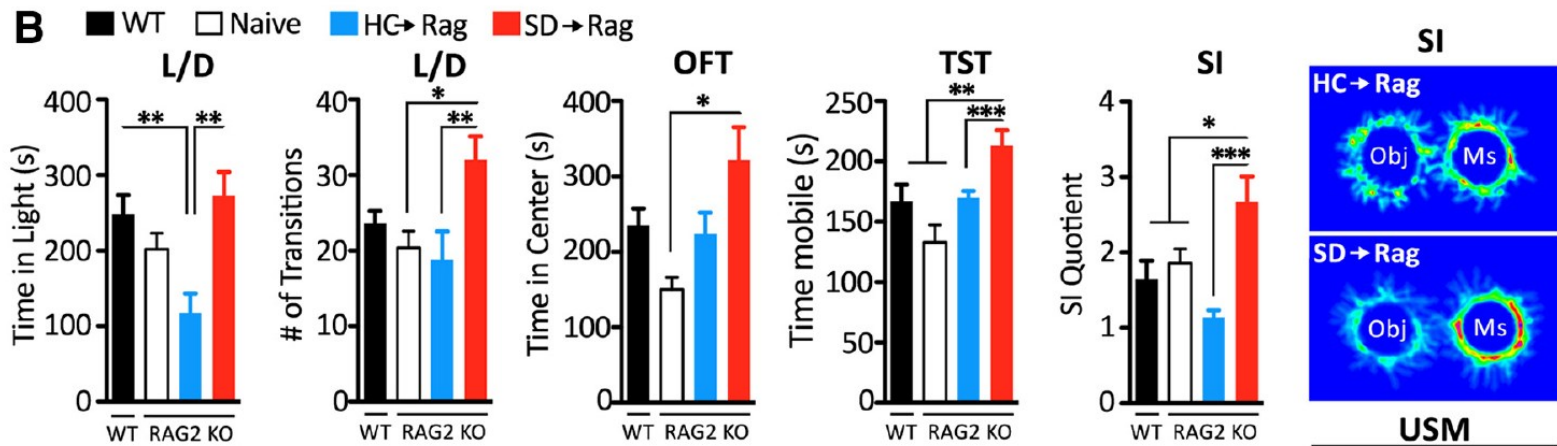 B
WT Naive HC→Rag SD→Rag
L/D
Time in Light (s)
400
300
200
100
0
** **
WT RAG2 KO
L/D
# of Transitions
40
30
20
10
0
*
**
WT RAG2 KO
OFT
Time in Center (s)
400
300
200
100
0
*
WT RAG2 KO
TST
Time mobile (s)
250
200
150
100
50
0
**
***
WT RAG2 KO
SI
SI Quotient
4
3
2
1
0
*
***
WT RAG2 KO
SI
HC→Rag
Obj Ms
SD→Rag
Obj Ms
USM